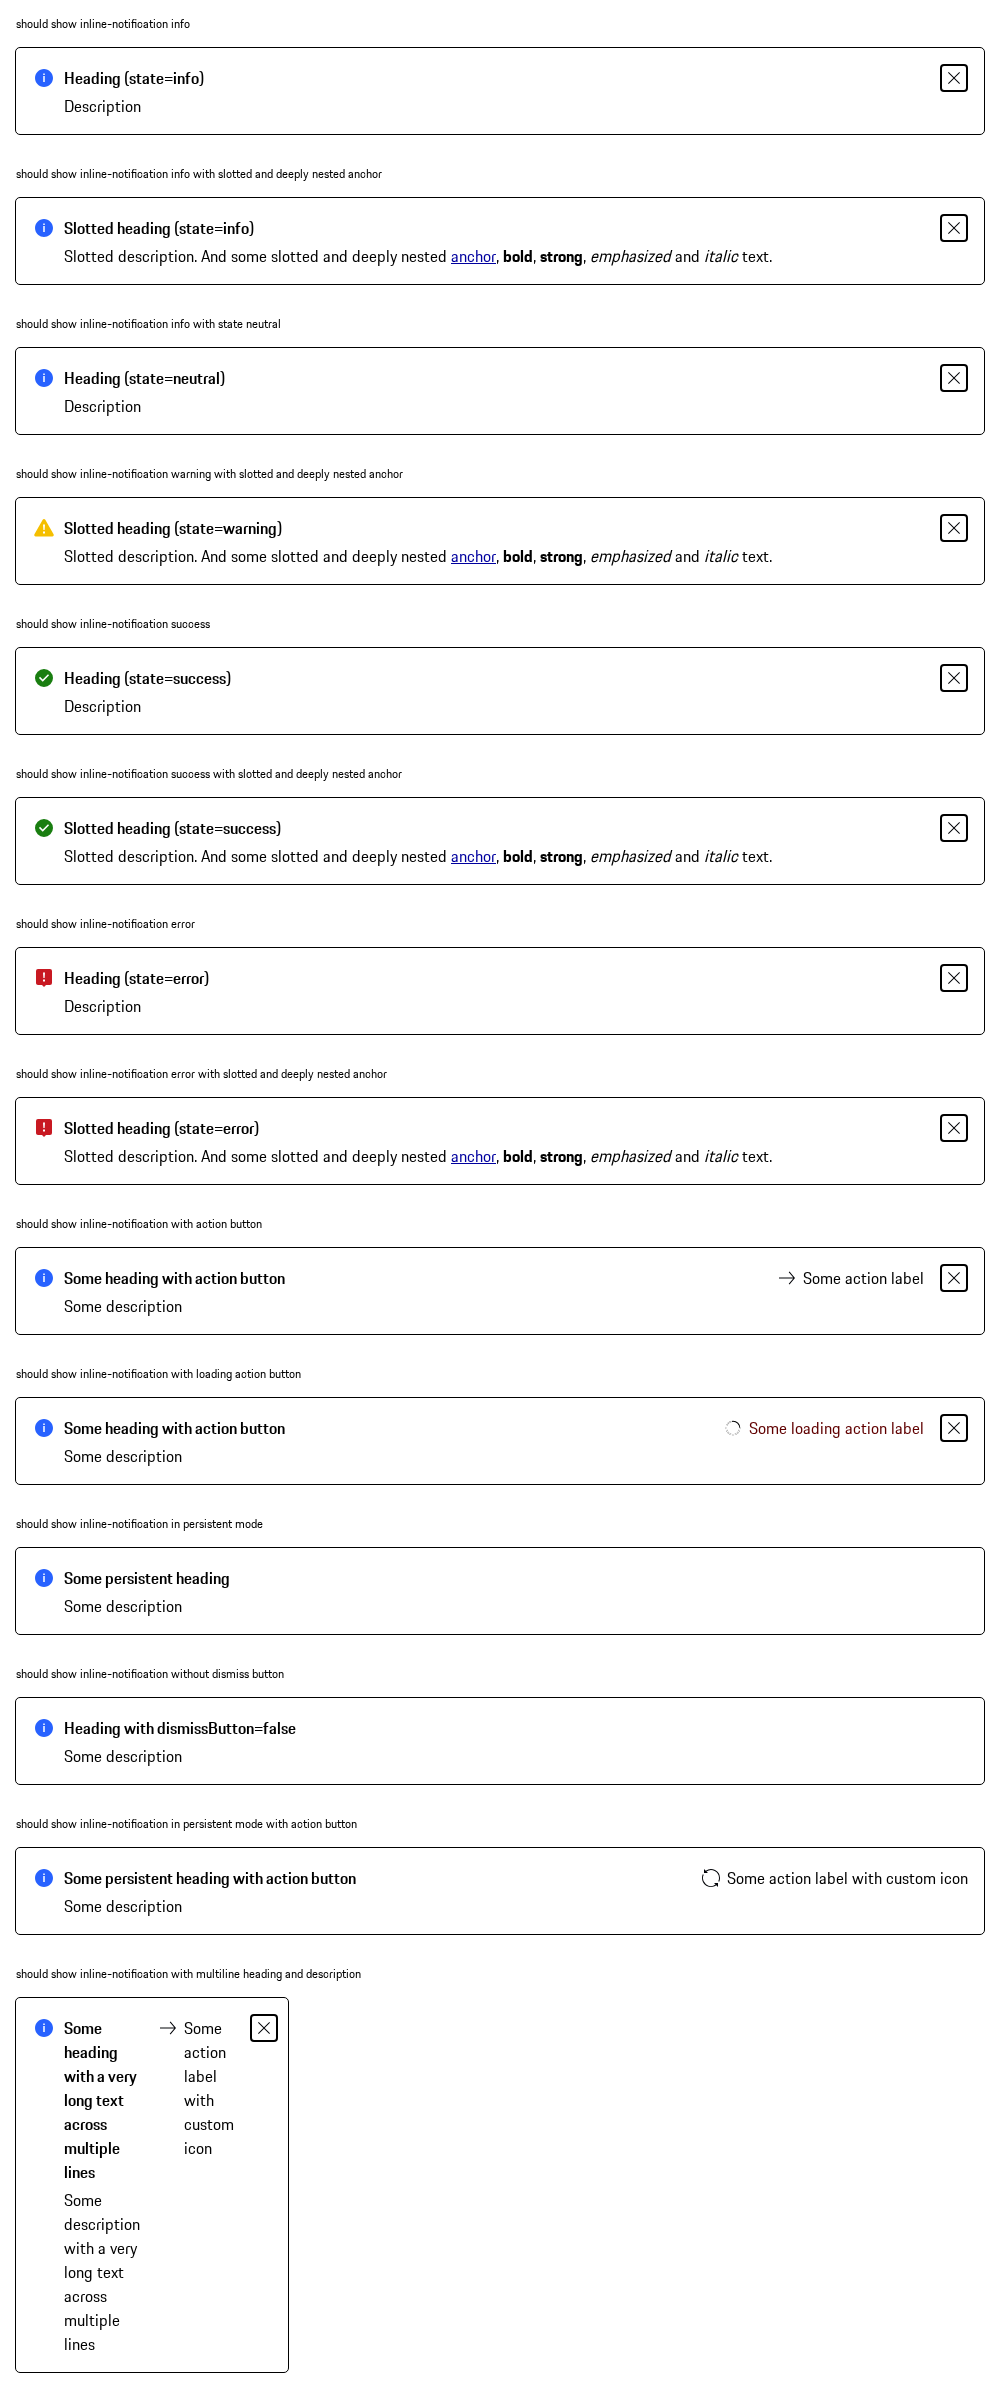 should show inline-notification info
Heading (state=info)
Description
should show inline-notification info with slotted and deeply nested anchor
Slotted heading (state=info)
Slotted description. And some slotted and deeply nested anchor, bold, strong, emphasized and italic text.
should show inline-notification info with state neutral
Heading (state=neutral)
Description
should show inline-notification warning with slotted and deeply nested anchor
Slotted heading (state=warning)
Slotted description. And some slotted and deeply nested anchor, bold, strong, emphasized and italic text.
should show inline-notification success
Heading (state=success)
Description
should show inline-notification success with slotted and deeply nested anchor
Slotted heading (state=success)
Slotted description. And some slotted and deeply nested anchor, bold, strong, emphasized and italic text.
should show inline-notification error
Heading (state=error)
Description
should show inline-notification error with slotted and deeply nested anchor
Slotted heading (state=error)
Slotted description. And some slotted and deeply nested anchor, bold, strong, emphasized and italic text.
should show inline-notification with action button
Some heading with action button
Some action label
Some description
should show inline-notification with loading action button
Some heading with action button
Some loading action label
Some description
should show inline-notification in persistent mode
Some persistent heading
Some description
should show inline-notification without dismiss button
Heading with dismissButton=false
Some description
should show inline-notification in persistent mode with action button
Some persistent heading with action button
Some action label with custom icon
Some description
should show inline-notification with multiline heading and description
Some
heading
with a very
long text
across
multiple
lines
Some
description
with a very
long text
across
multiple
lines
Some
action
label
with
custom
icon